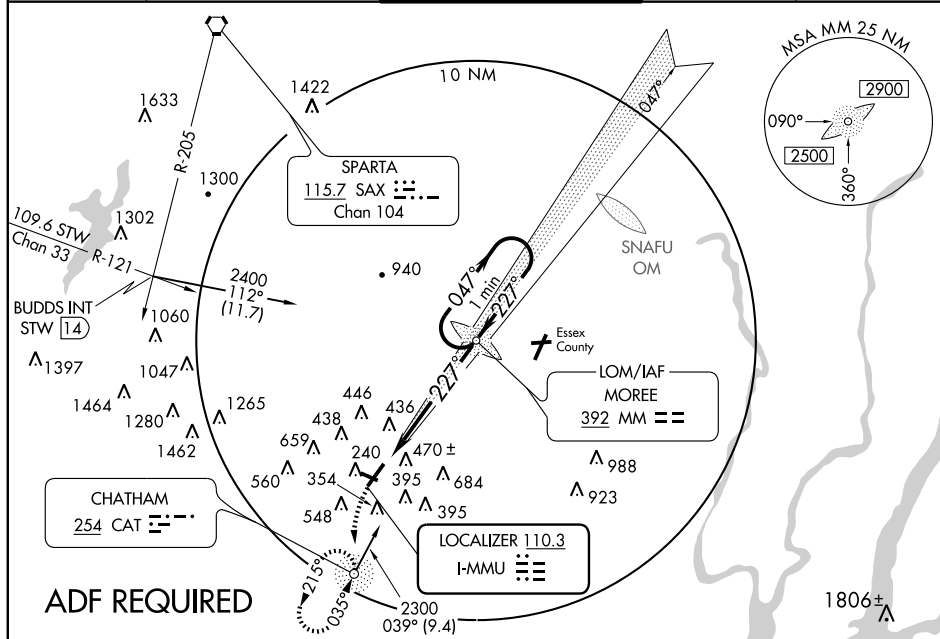 MSA MM 25 NM
2900
090°
2500
360°
10 NM
047°
1422
1633
R-205
SPARTA
115.7 SAX
Chan 104
1300
1302
109.6 STW
Chan 33
R-121
2400
112°
(11.7)
BUDDS INT
STW 14
SNAFU
OM
940
047°
1 min
227°
Essex
County
1060
1397
1047
LOM/IAF
MOREE
392 MM
227°
1464
1280
1265
1462
446
436
438
659
240
470 ±
560
354
395
684
988
923
548
395
CHATHAM
254 CAT
LOCALIZER 110.3
I-MMU
215°
035°
2300
039° (9.4)
ADF REQUIRED
1806 ±